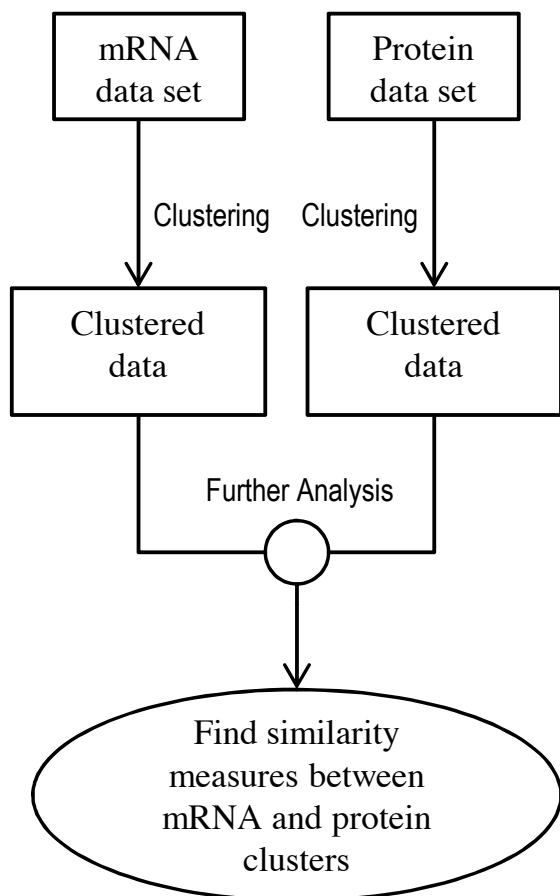 mRNA
data set
Protein
data set
Clustering
Clustering
Clustered
data
Clustered
data
Further Analysis
Find similarity
measures between
mRNA and protein
clusters